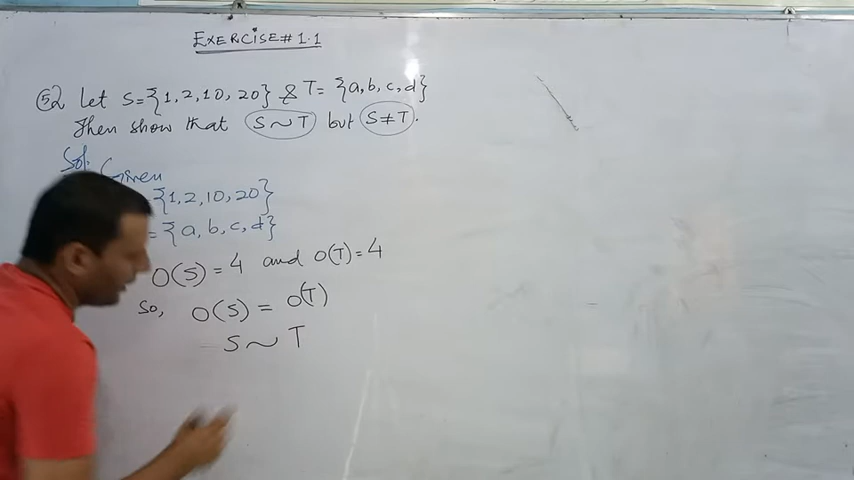 EXERCISE# 1.1
Q2 Let S={1,2,10,20} & T= {a,b,c,d}
Then show that S~T but S≠T.
Sol: Given
={1,2,10,20}
={a,b,c,d}
O(S) = 4 and O(T)=4
So, O(S) = O(T)
S~T